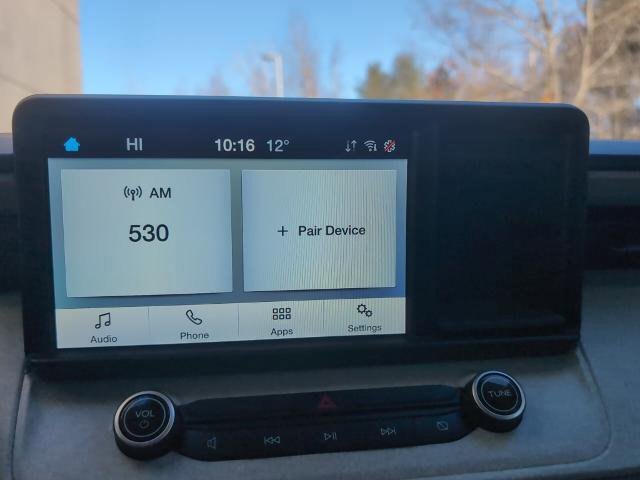 HI 10:16 12°
AM
530
+ Pair Device
Audio Phone Apps Settings
VOL
TUNE